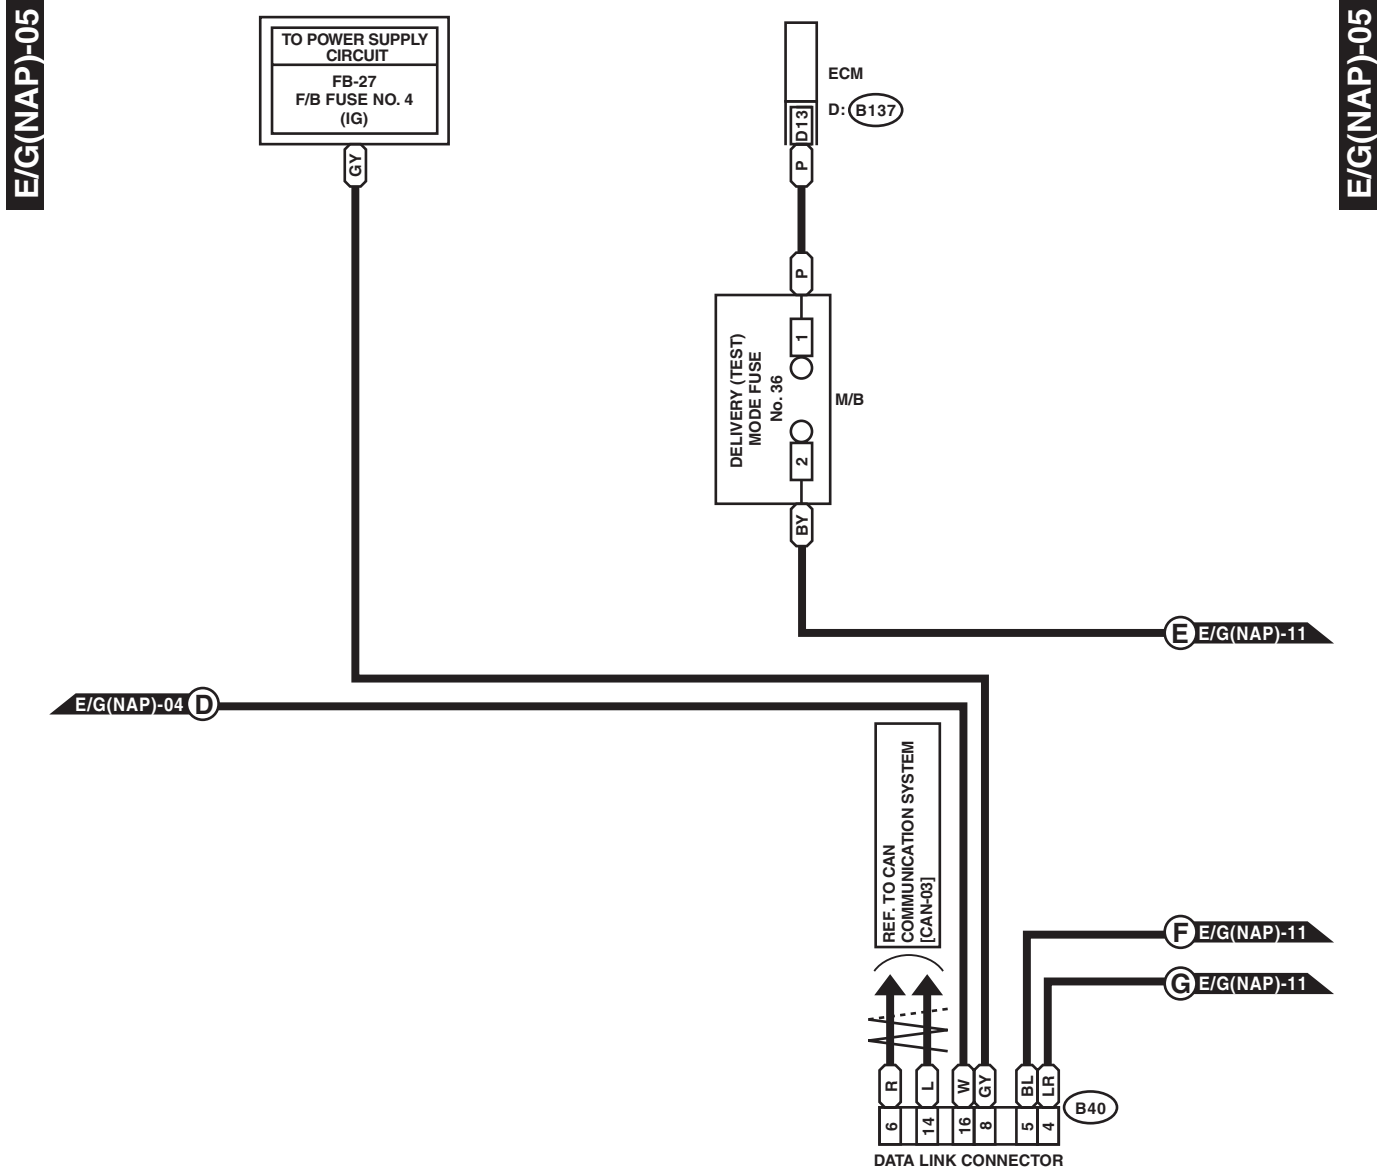 E/G(NAP)-05
E/G(NAP)-05
TO POWER SUPPLY
CIRCUIT
FB-27
F/B FUSE NO. 4
(IG)
GY
ECM
D: B137
D13
P
P
DELIVERY (TEST)
MODE FUSE
No. 36
1
2
M/B
BY
E E/G(NAP)-11
E/G(NAP)-04 D
REF. TO CAN
COMMUNICATION SYSTEM
[CAN-03]
F E/G(NAP)-11
G E/G(NAP)-11
R L W GY BL LR
B40
6 14 16 8 5 4
DATA LINK CONNECTOR